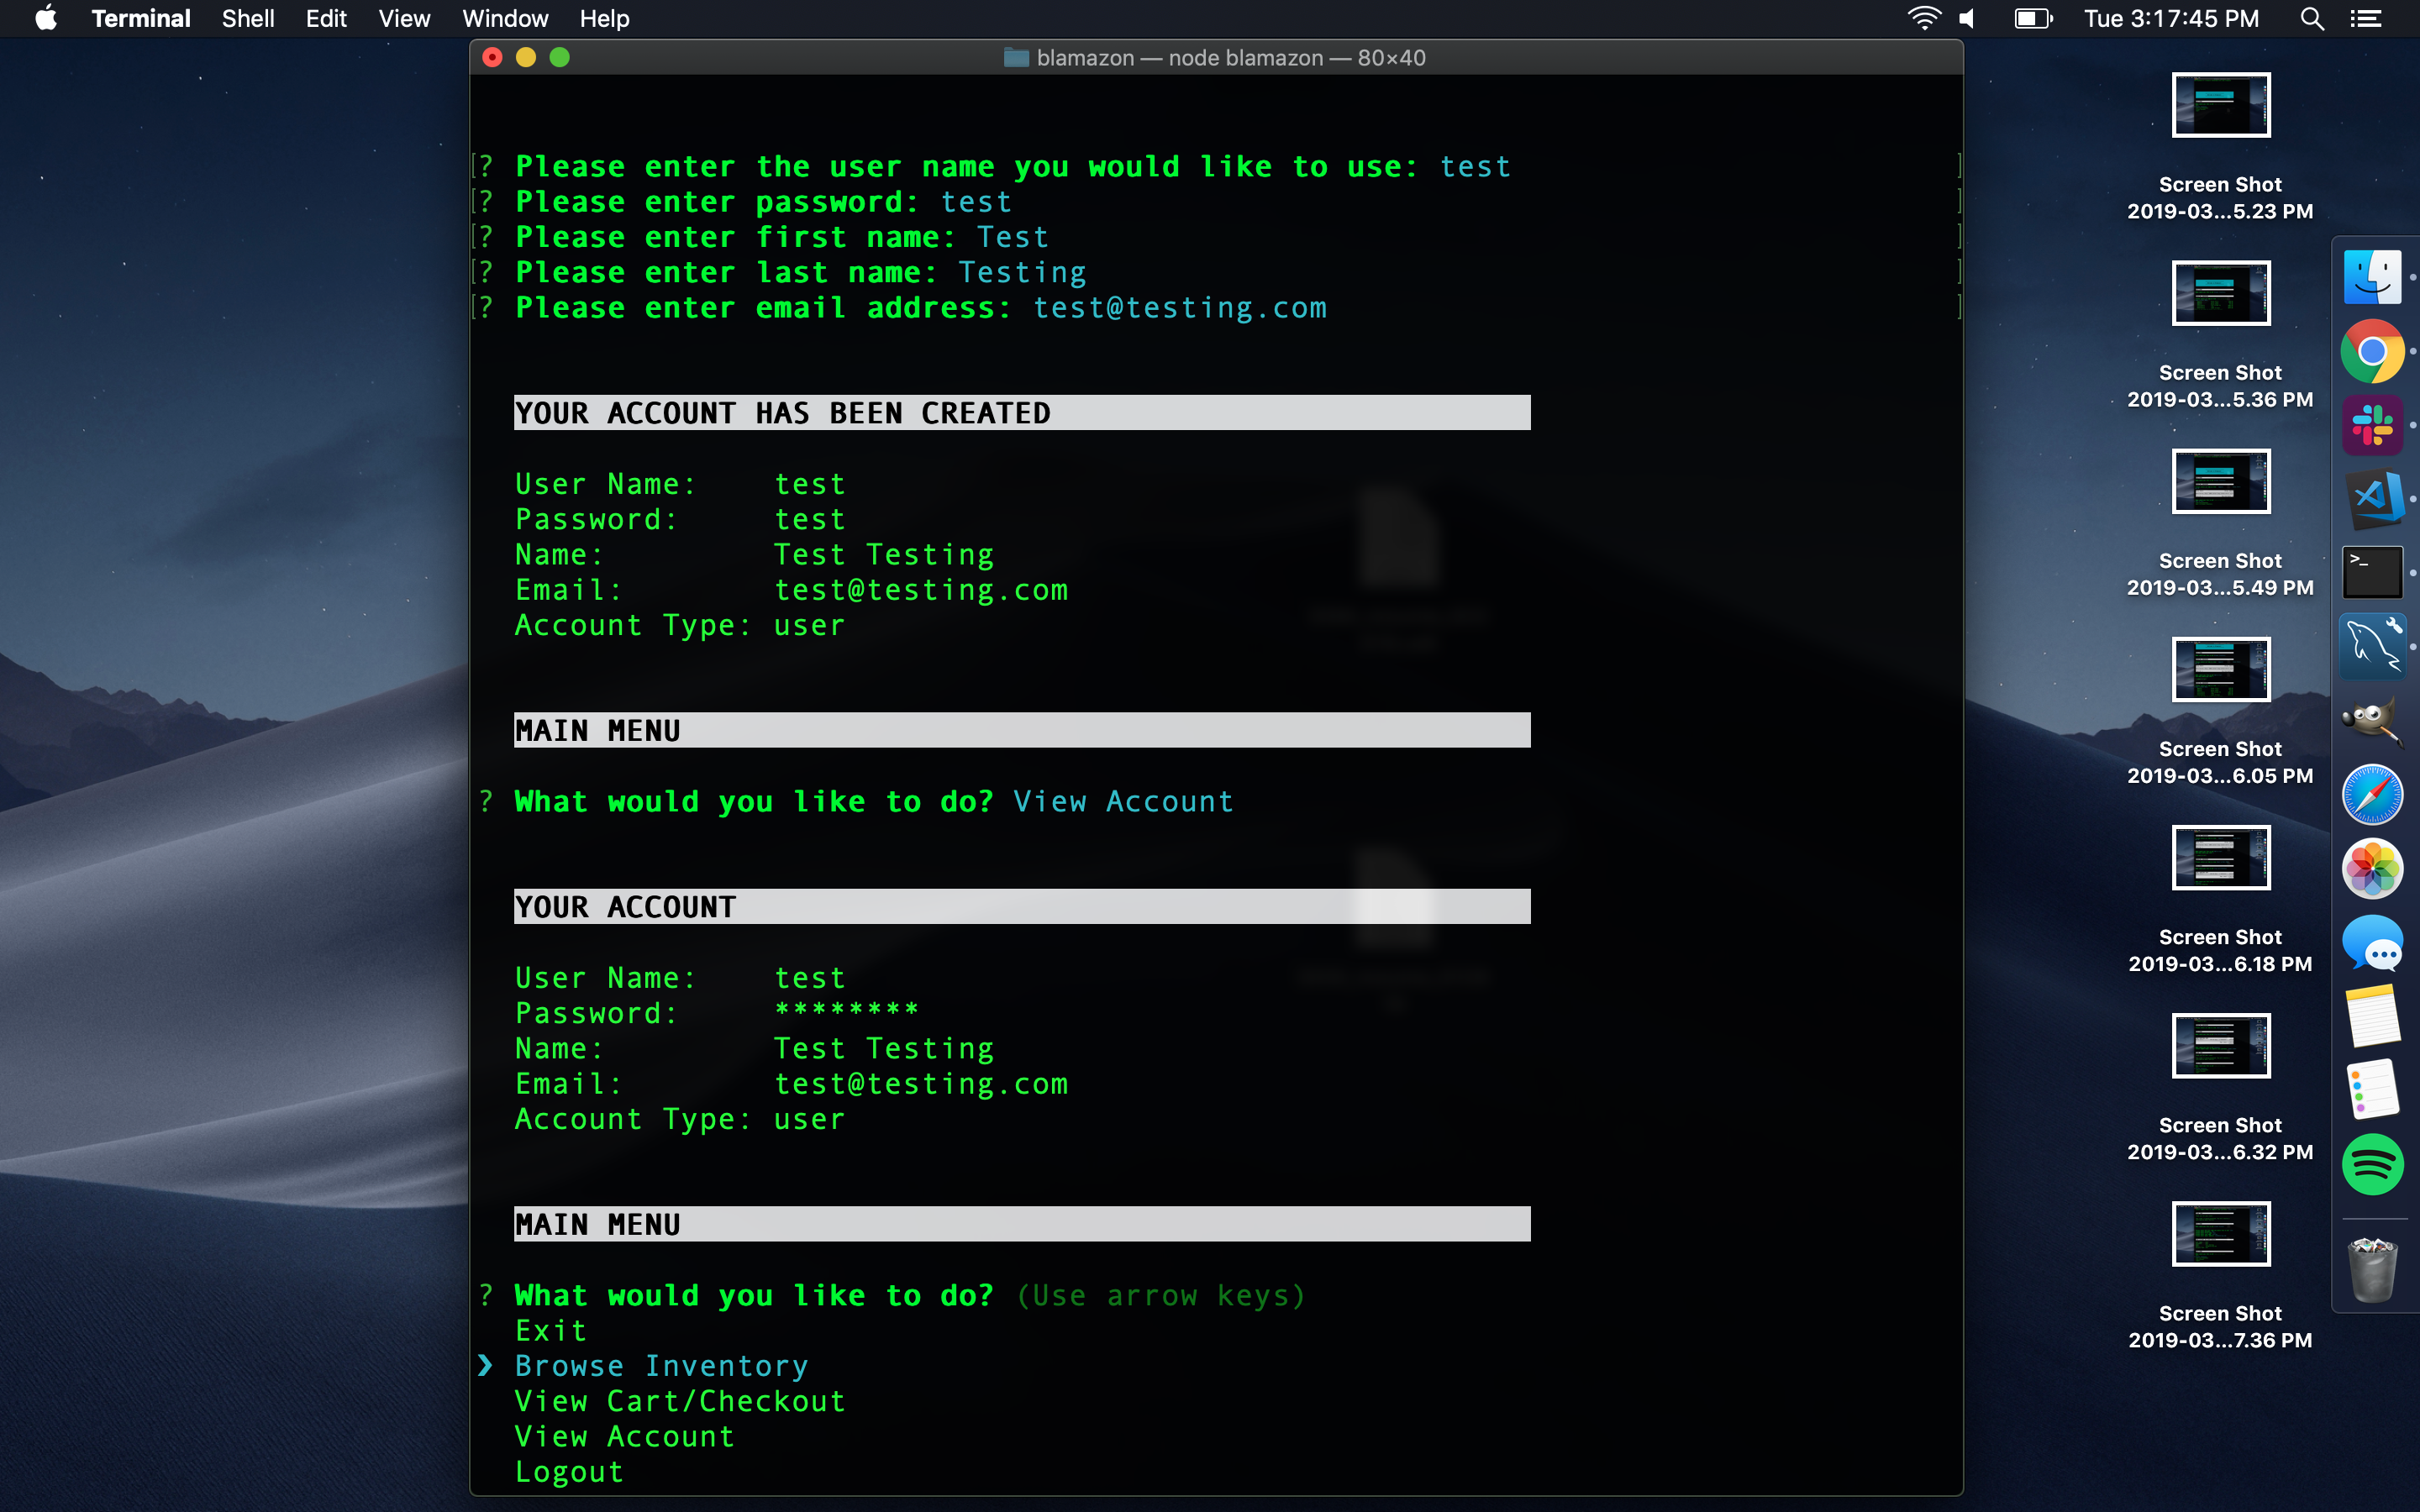 Terminal Shell Edit View Window Help Tue 3:17:45 PM
blamazon — node blamazon — 80×40
[? Please enter the user name you would like to use: test ]
[? Please enter password: test ]
[? Please enter first name: Test ]
[? Please enter last name: Testing ]
[? Please enter email address: test@testing.com ]
YOUR ACCOUNT HAS BEEN CREATED
User Name: test
Password: test
Name: Test Testing
Email: test@testing.com
Account Type: user
MAIN MENU
? What would you like to do? View Account
YOUR ACCOUNT
User Name: test
Password: ********
Name: Test Testing
Email: test@testing.com
Account Type: user
MAIN MENU
? What would you like to do? (Use arrow keys)
Exit
❯ Browse Inventory
View Cart/Checkout
View Account
Logout
Screen Shot
2019-03...5.23 PM
Screen Shot
2019-03...5.36 PM
Screen Shot
2019-03...5.49 PM
Screen Shot
2019-03...6.05 PM
Screen Shot
2019-03...6.18 PM
Screen Shot
2019-03...6.32 PM
Screen Shot
2019-03...7.36 PM